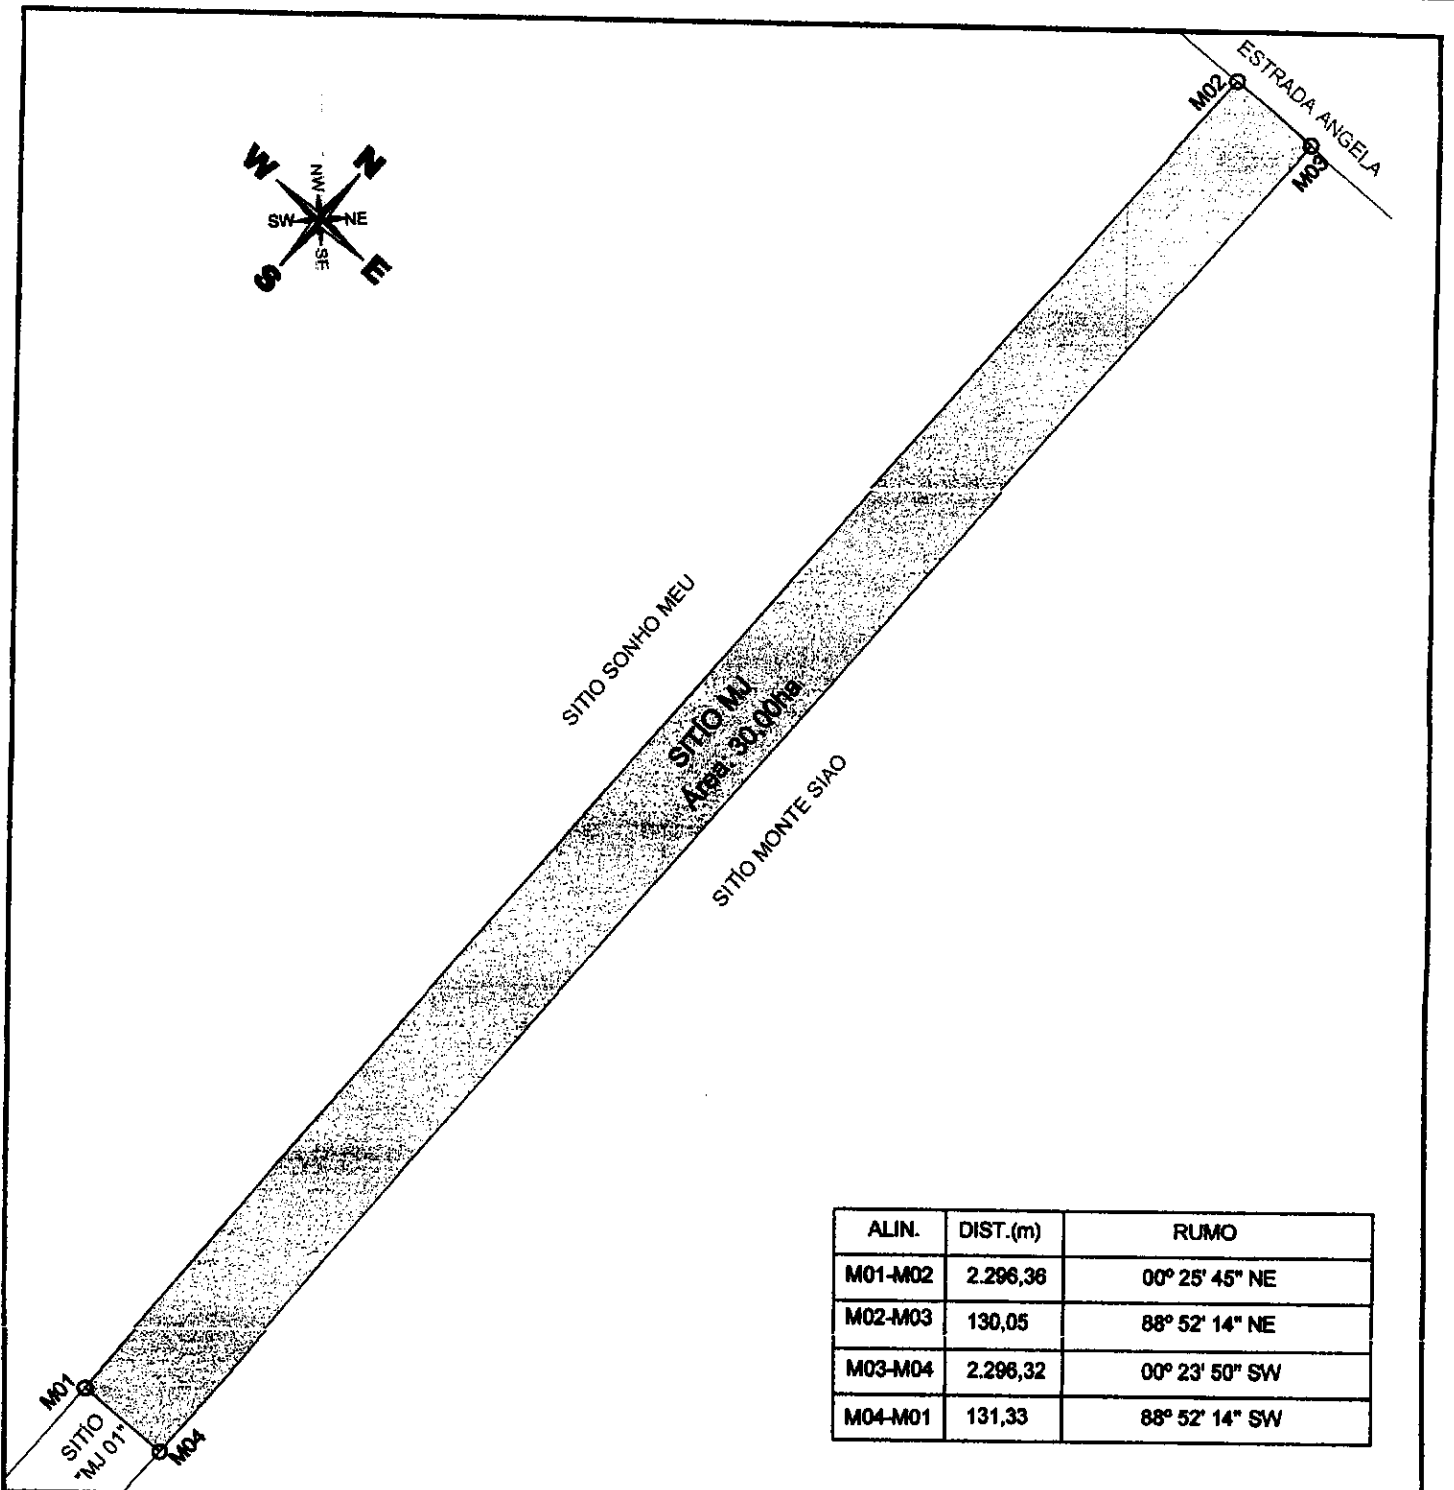 ESTRADA ANGELA
M02
M03
W
N
NW
SW
NE
SE
S
E
SITIO SONHO MEU
SITÍO MJ
Área: 30,00ha
SITÍO MONTE SIAO
M01
SITÍO
"MJ 01"
M04
ALIN. DIST.(m) RUMO
M01-M02 2.296,36 00º 25' 45" NE
M02-M03 130,05 88º 52' 14" NE
M03-M04 2.296,32 00º 23' 50" SW
M04-M01 131,33 88º 52' 14" SW